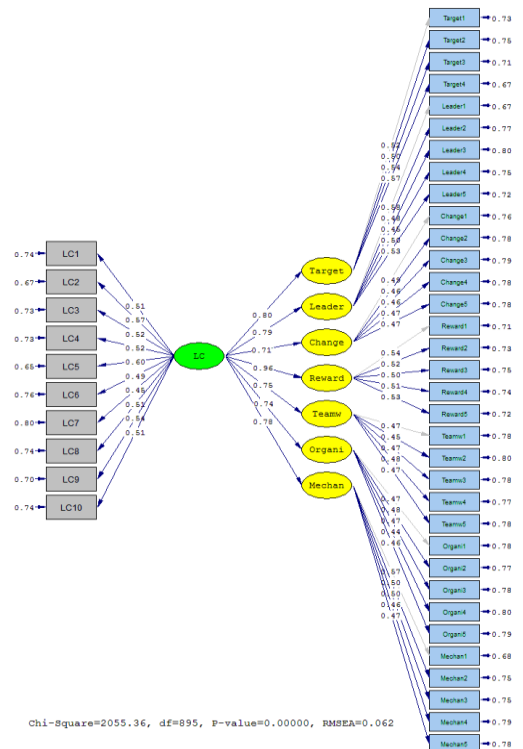 0.74 LC1
0.67 LC2
0.73 LC3
0.73 LC4
0.65 LC5
0.76 LC6
0.80 LC7
0.74 LC8
0.70 LC9
0.74 LC10
0.51
0.57
0.52
0.52
0.60
0.49
0.45
0.51
0.54
0.51
LC
0.80
0.79
0.71
0.96
0.75
0.74
0.78
Target
Leader
Change
Reward
Teamw
Organi
Mechan
0.50
0.54
0.57
0.50
0.53
0.49
0.46
0.46
0.47
0.47
0.54
0.52
0.50
0.51
0.53
0.47
0.45
0.47
0.48
0.47
0.47
0.48
0.47
0.44
0.46
0.57
0.50
0.50
0.46
0.47
Target1 0.73
Target2 0.75
Target3 0.71
Target4 0.67
Leader1 0.67
Leader2 0.77
Leader3 0.80
Leader4 0.75
Leader5 0.72
Change1 0.76
Change2 0.78
Change3 0.79
Change4 0.78
Change5 0.78
Reward1 0.71
Reward2 0.73
Reward3 0.75
Reward4 0.74
Reward5 0.72
Teamw1 0.78
Teamw2 0.80
Teamw3 0.78
Teamw4 0.77
Teamw5 0.78
Organi1 0.78
Organi2 0.77
Organi3 0.78
Organi4 0.80
Organi5 0.79
Mechan1 0.68
Mechan2 0.75
Mechan3 0.75
Mechan4 0.79
Mechan5 0.78
Chi-Square=2055.36, df=895, P-value=0.00000, RMSEA=0.062